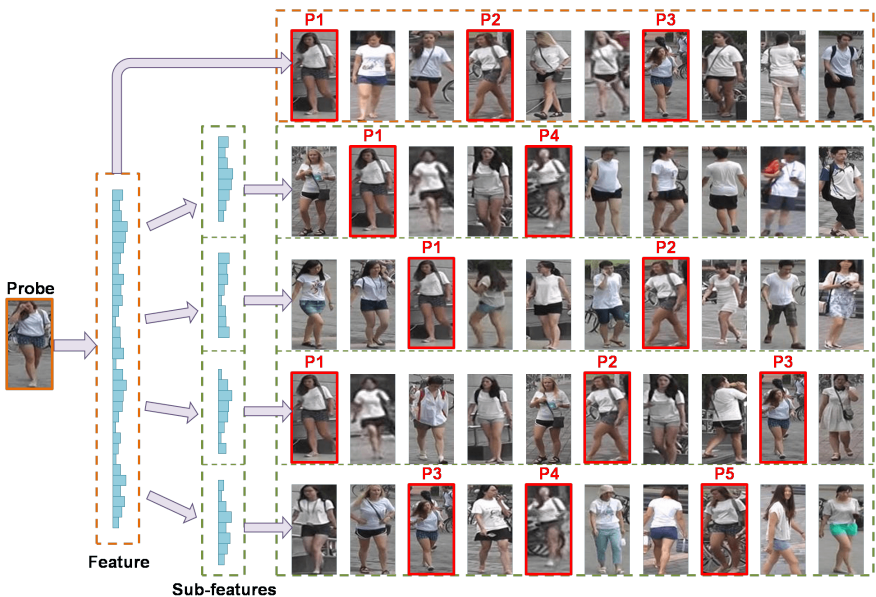 P1 P2 P3
P1 P4
P1 P2
Probe
P1 P2 P3
P3 P4 P5
Feature
Sub-features